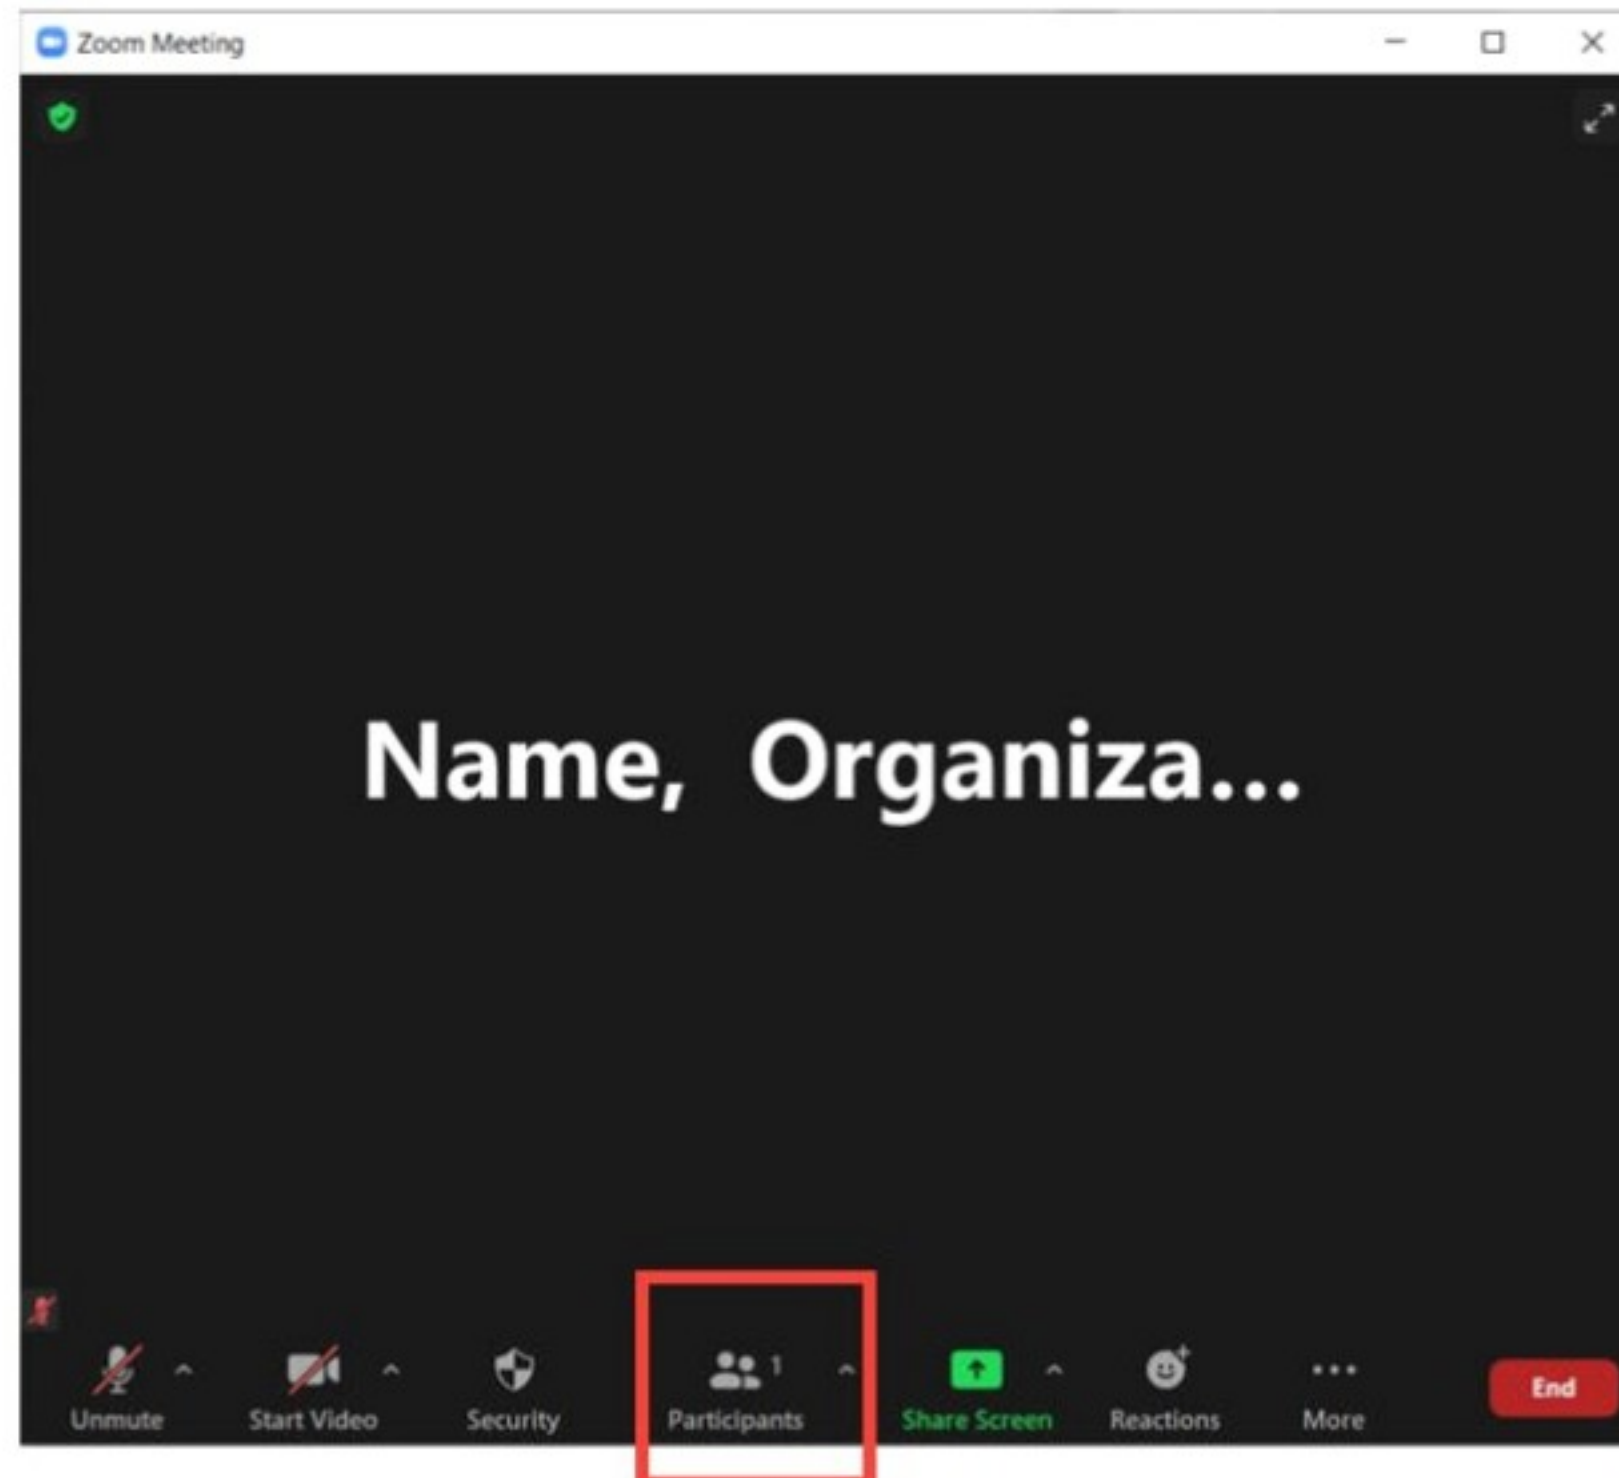 Zoom Meeting
Name, Organiza...
1
Unmute Start Video Security Participants Share Screen Reactions More End